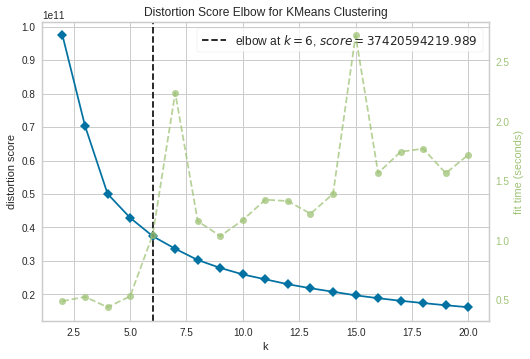 Distortion Score Elbow for KMeans Clustering
1e11
elbow at k = 6, score = 37420594219.989
1.0
0.9
0.8
0.7
0.6
0.5
0.4
0.3
0.2
distortion score
2.5
2.0
1.5
1.0
0.5
fit time (seconds)
2.5 5.0 7.5 10.0 12.5 15.0 17.5 20.0
k